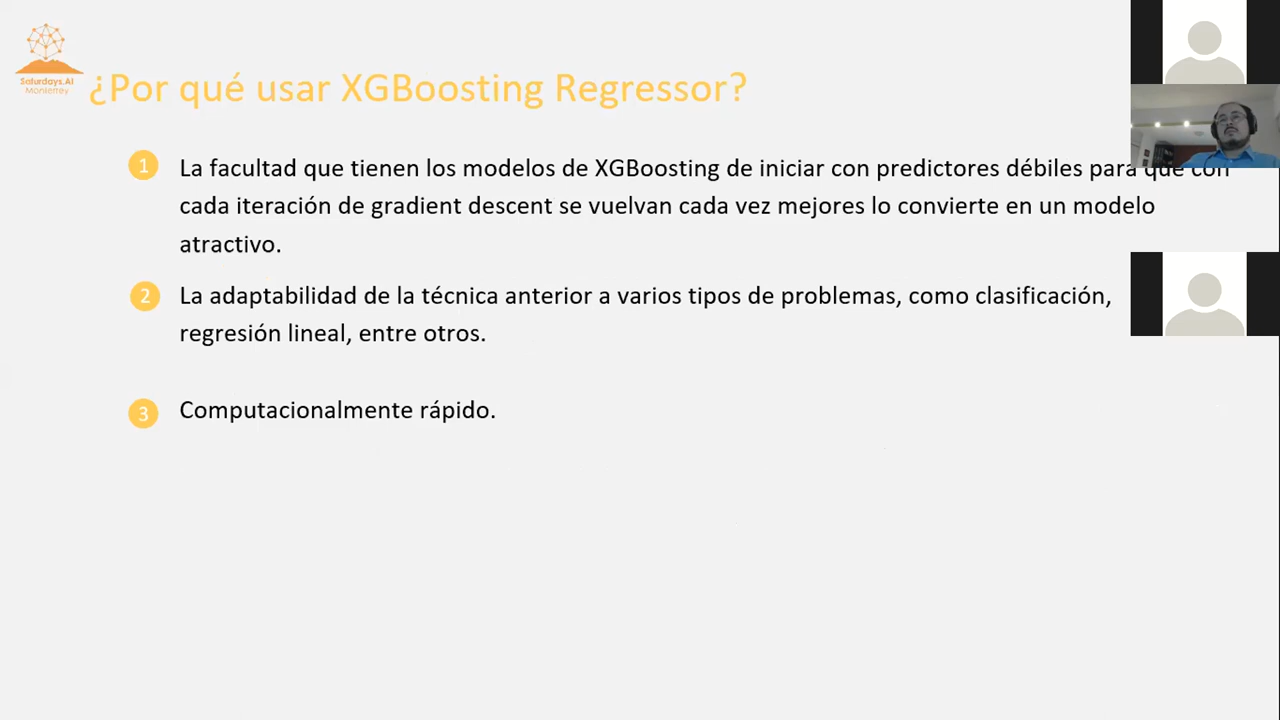 Saturdays.AI
Monterrey
¿Por qué usar XGBoosting Regressor?
1 La facultad que tienen los modelos de XGBoosting de iniciar con predictores débiles para que con
cada iteración de gradient descent se vuelvan cada vez mejores lo convierte en un modelo
atractivo.
2 La adaptabilidad de la técnica anterior a varios tipos de problemas, como clasificación,
regresión lineal, entre otros.
3 Computacionalmente rápido.